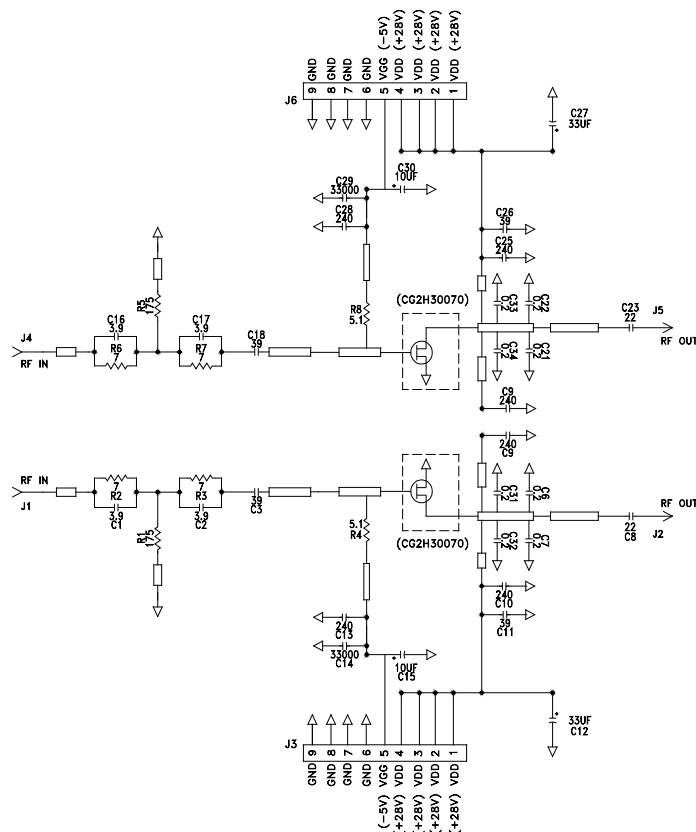 GND GND GND GND VGG (-5V) VDD (+28V) VDD (+28V) VDD (+28V) VDD (+28V)
9 8 7 6 5 4 3 2 1
J6
C27
33UF
C30
10UF
C29
33000
C28
240
C26
39
C25
240
R5
175
R8
5.1
(CG2H30070)
C33
0.2
C22
0.2
C23
22
J5
RF OUT
C34
0.2
C21
0.2
J4
RF IN
C16
3.9
R6
7
C17
3.9
R7
7
C18
39
C9
240
240
C9
RF IN
J1
7
R2
3.9
C1
7
R3
3.9
C2
39
C3
R1
175
5.1
R4
(CG2H30070)
C31
0.2
C6
0.2
C32
0.2
C7
0.2
RF OUT
22
C8
J2
240
C10
39
C11
240
C13
33000
C14
10UF
C15
33UF
C12
J3
9 8 7 6 5 4 3 2 1
GND GND GND GND VGG (-5V) VDD (+28V) VDD (+28V) VDD (+28V) VDD (+28V)